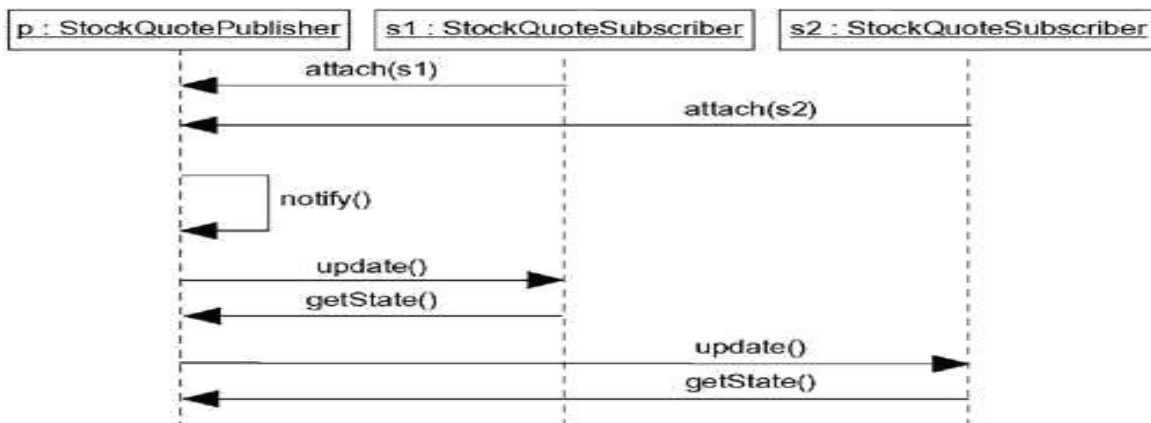 p : StockQuotePublisher
s1 : StockQuoteSubscriber
s2 : StockQuoteSubscriber
attach(s1)
attach(s2)
notify()
update()
getState()
update()
getState()